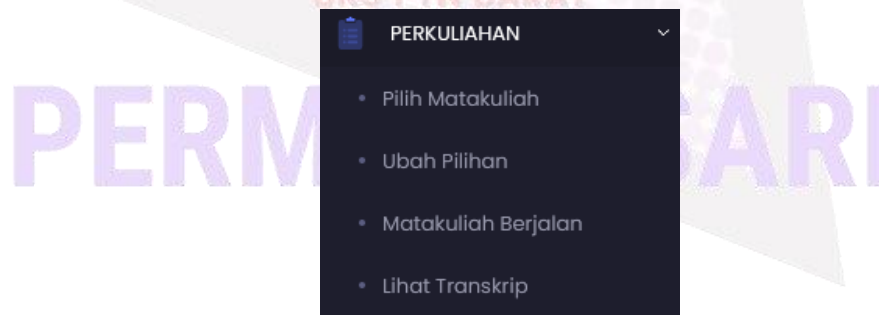 PERKULIAHAN
Pilih Matakuliah
Ubah Pilihan
Matakuliah Berjalan
Lihat Transkrip